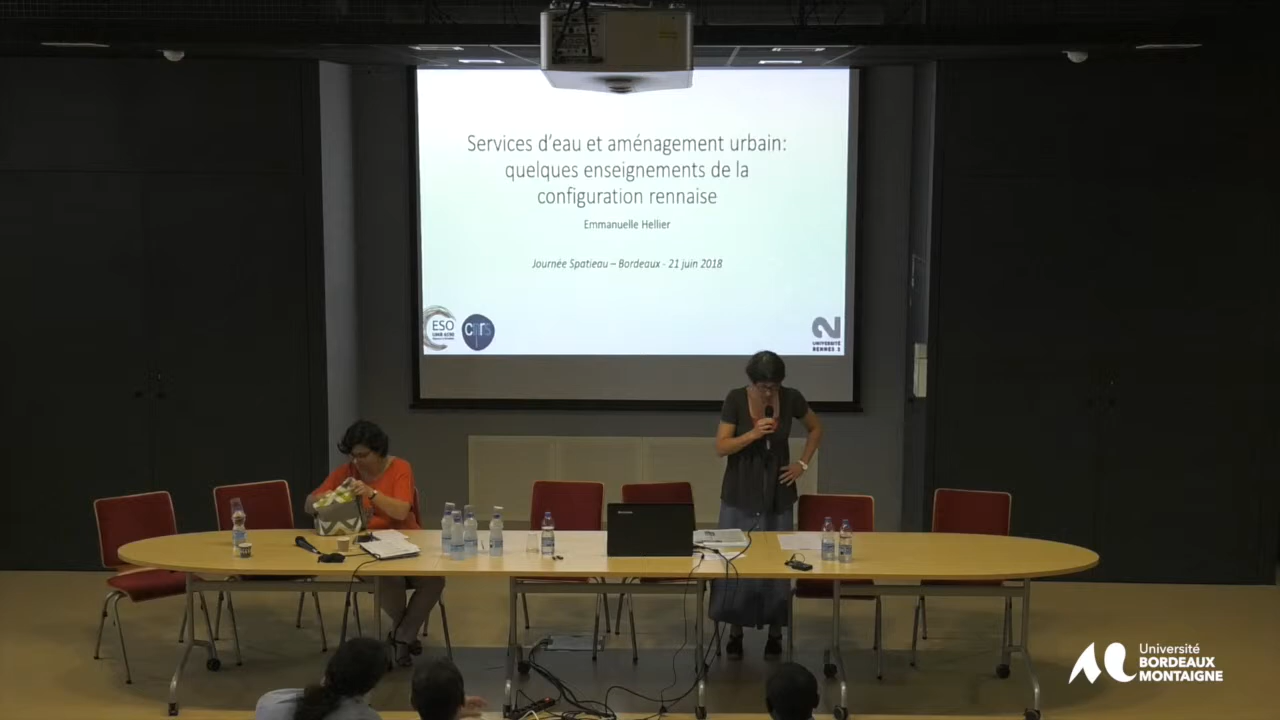 Services d'eau et aménagement urbain:
quelques enseignements de la
configuration rennaise
Emmanuelle Hellier
Journée Spatieau – Bordeaux - 21 juin 2018
ESO
cnrs
UNIVERSITÉ
RENNES 2
Université
BORDEAUX
MONTAIGNE